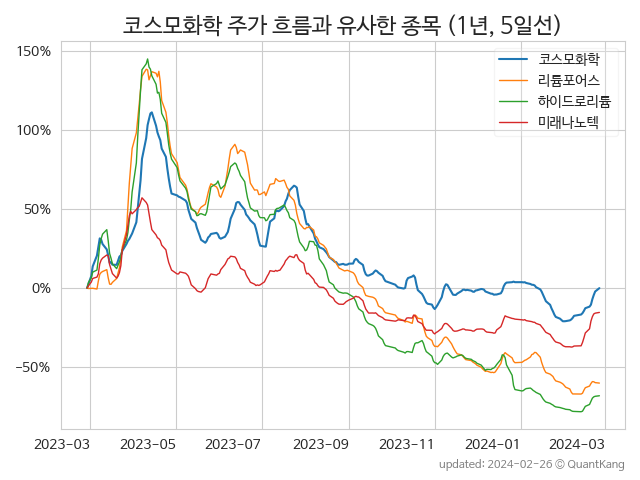 코스모화학 주가 흐름과 유사한 종목 (1년, 5일선)
코스모화학
리튬포어스
하이드로리튬
미래나노텍
150%
100%
50%
0%
−50%
2023-03 2023-05 2023-07 2023-09 2023-11 2024-01 2024-03
updated: 2024-02-26 © QuantKang